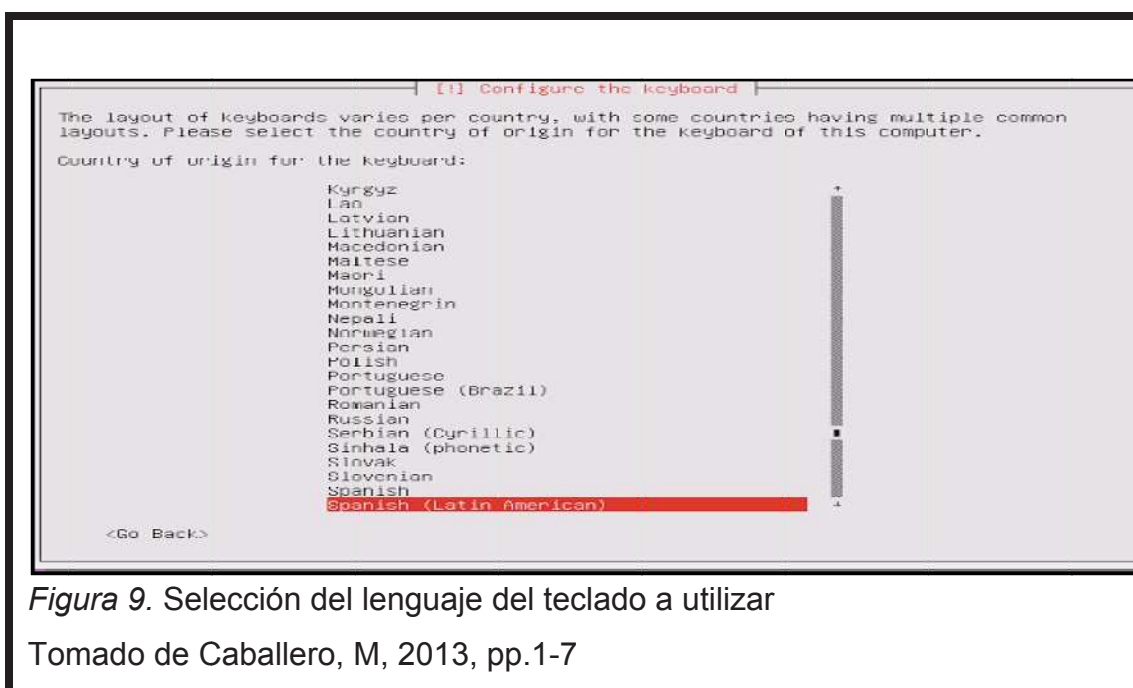 [!] Configure the keyboard
The layout of keyboards varies per country, with some countries having multiple common
layouts. Please select the country of origin for the keyboard of this computer.
Country of origin for the keyboard:
Kyrgyz
Lao
Latvian
Lithuanian
Macedonian
Maltese
Maori
Mongolian
Montenegrin
Nepali
Norwegian
Persian
Polish
Portuguese
Portuguese (Brazil)
Romanian
Russian
Serbian (Cyrillic)
Sinhala (phonetic)
Slovak
Slovenian
Spanish
Spanish (Latin American)
<Go Back>
Figura 9. Selección del lenguaje del teclado a utilizar
Tomado de Caballero, M, 2013, pp.1-7